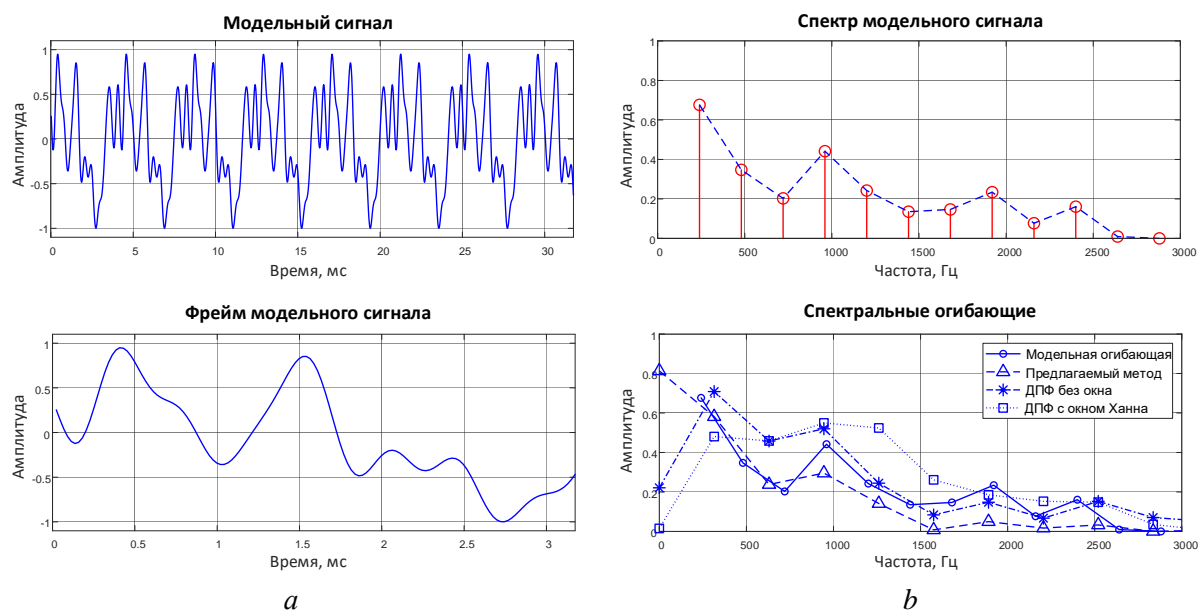 Модельный сигнал
Амплитуда
1
0.5
0
-0.5
-1
0 5 10 15 20 25 30
Время, мс
Спектр модельного сигнала
Амплитуда
1
0.8
0.6
0.4
0.2
0
0 500 1000 1500 2000 2500 3000
Частота, Гц
Фрейм модельного сигнала
Амплитуда
1
0.5
0
-0.5
-1
0 0.5 1 1.5 2 2.5 3
Время, мс
a
Спектральные огибающие
Амплитуда
1
0.8
0.6
0.4
0.2
0
Модельная огибающая
Предлагаемый метод
ДПФ без окна
ДПФ с окном Ханна
0 500 1000 1500 2000 2500 3000
Частота, Гц
b